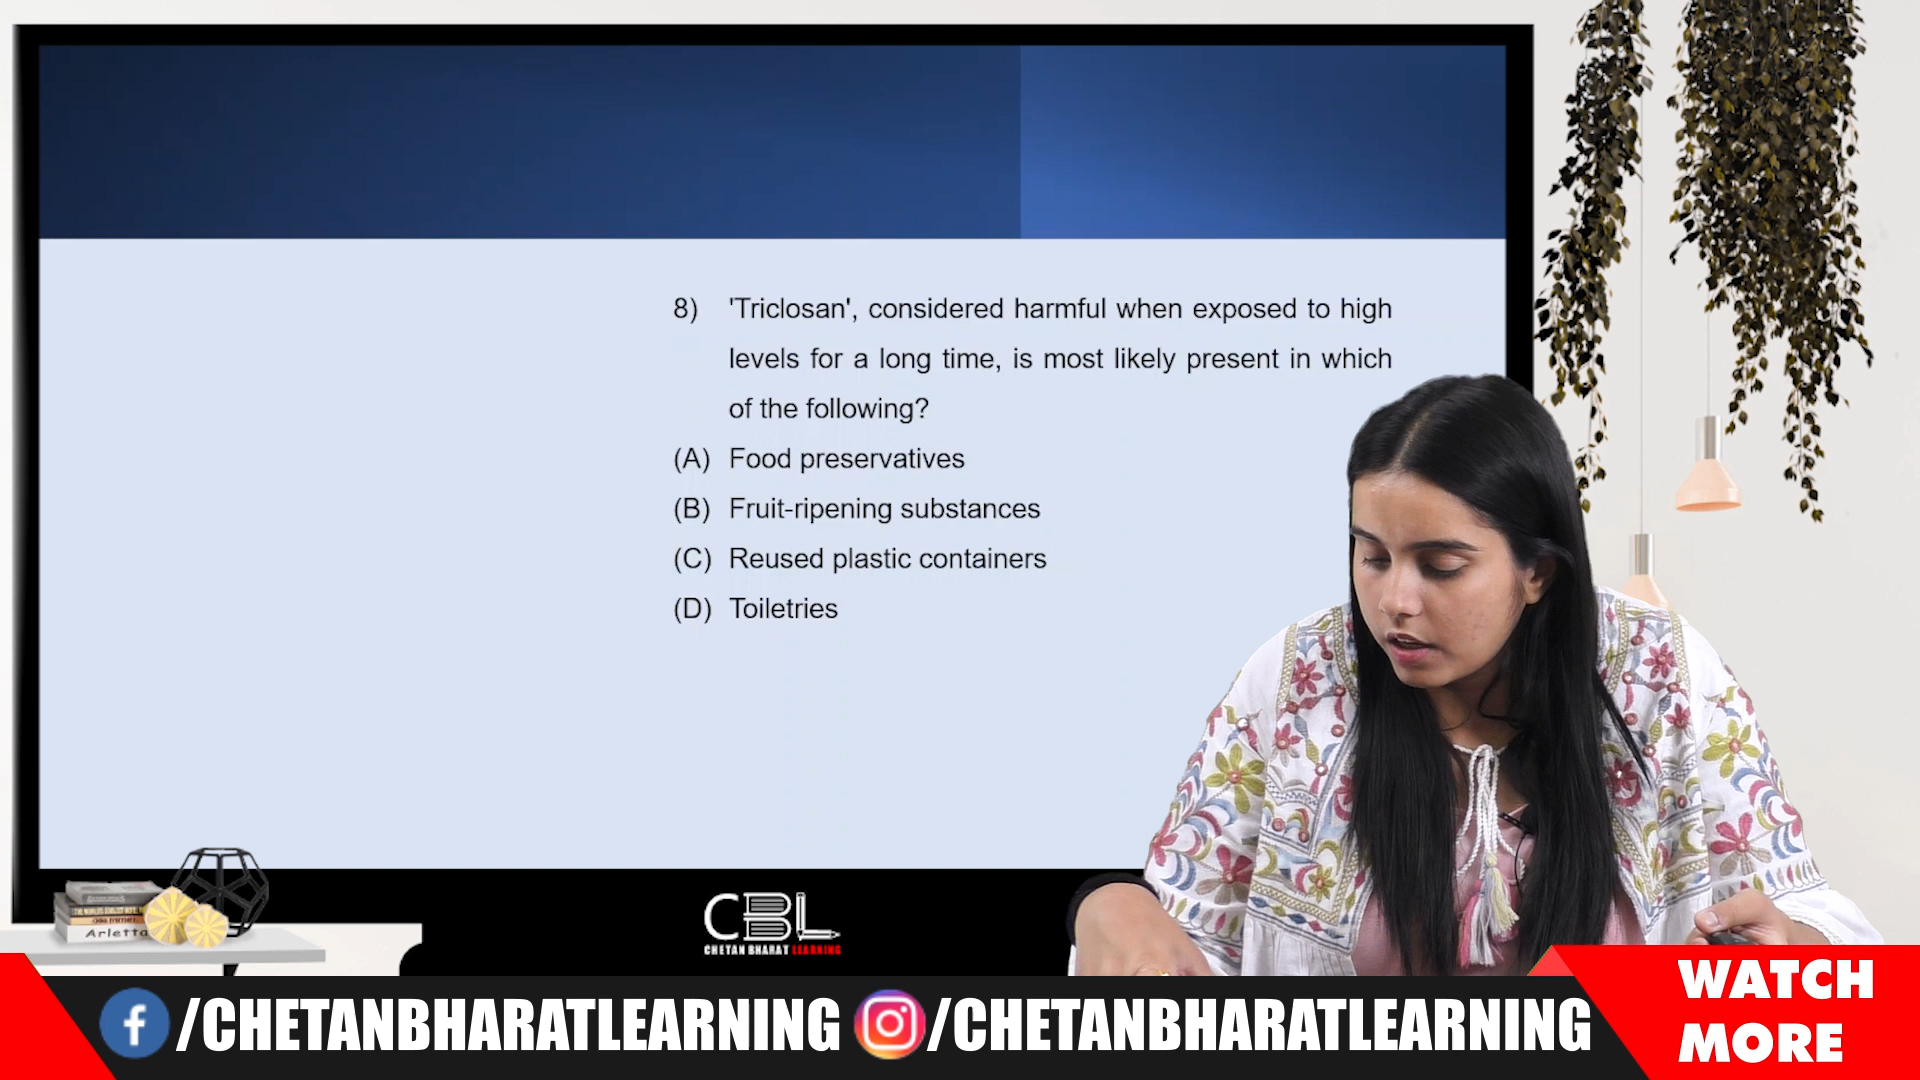 8) 'Triclosan', considered harmful when exposed to high
levels for a long time, is most likely present in which
of the following?
(A) Food preservatives
(B) Fruit-ripening substances
(C) Reused plastic containers
(D) Toiletries
Arletta
CBL
CHETAN BHARAT LEARNING
/CHETANBHARATLEARNING
/CHETANBHARATLEARNING
WATCH
MORE